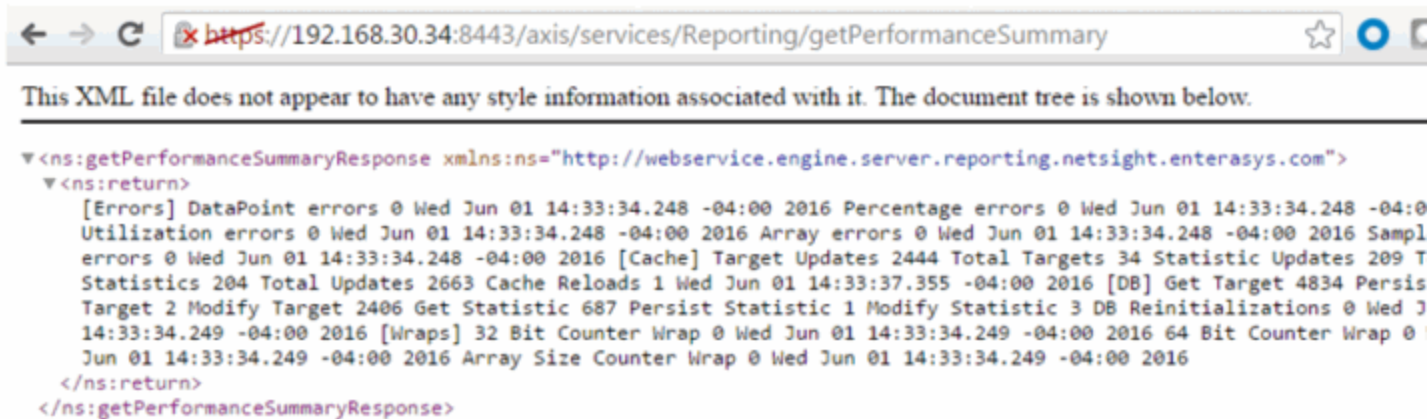 https://192.168.30.34:8443/axis/services/Reporting/getPerformanceSummary
This XML file does not appear to have any style information associated with it. The document tree is shown below.
▼<ns:getPerformanceSummaryResponse xmlns:ns="http://webservice.engine.server.reporting.netsight.enterasys.com">
▼<ns:return>
[Errors] DataPoint errors 0 Wed Jun 01 14:33:34.248 -04:00 2016 Percentage errors 0 Wed Jun 01 14:33:34.248 -04:0
Utilization errors 0 Wed Jun 01 14:33:34.248 -04:00 2016 Array errors 0 Wed Jun 01 14:33:34.248 -04:00 2016 Sampl
errors 0 Wed Jun 01 14:33:34.248 -04:00 2016 [Cache] Target Updates 2444 Total Targets 34 Statistic Updates 209 T
Statistics 204 Total Updates 2663 Cache Reloads 1 Wed Jun 01 14:33:37.355 -04:00 2016 [DB] Get Target 4834 Persis
Target 2 Modify Target 2406 Get Statistic 687 Persist Statistic 1 Modify Statistic 3 DB Reinitializations 0 Wed J
14:33:34.249 -04:00 2016 [Wraps] 32 Bit Counter Wrap 0 Wed Jun 01 14:33:34.249 -04:00 2016 64 Bit Counter Wrap 0
Jun 01 14:33:34.249 -04:00 2016 Array Size Counter Wrap 0 Wed Jun 01 14:33:34.249 -04:00 2016
</ns:return>
</ns:getPerformanceSummaryResponse>